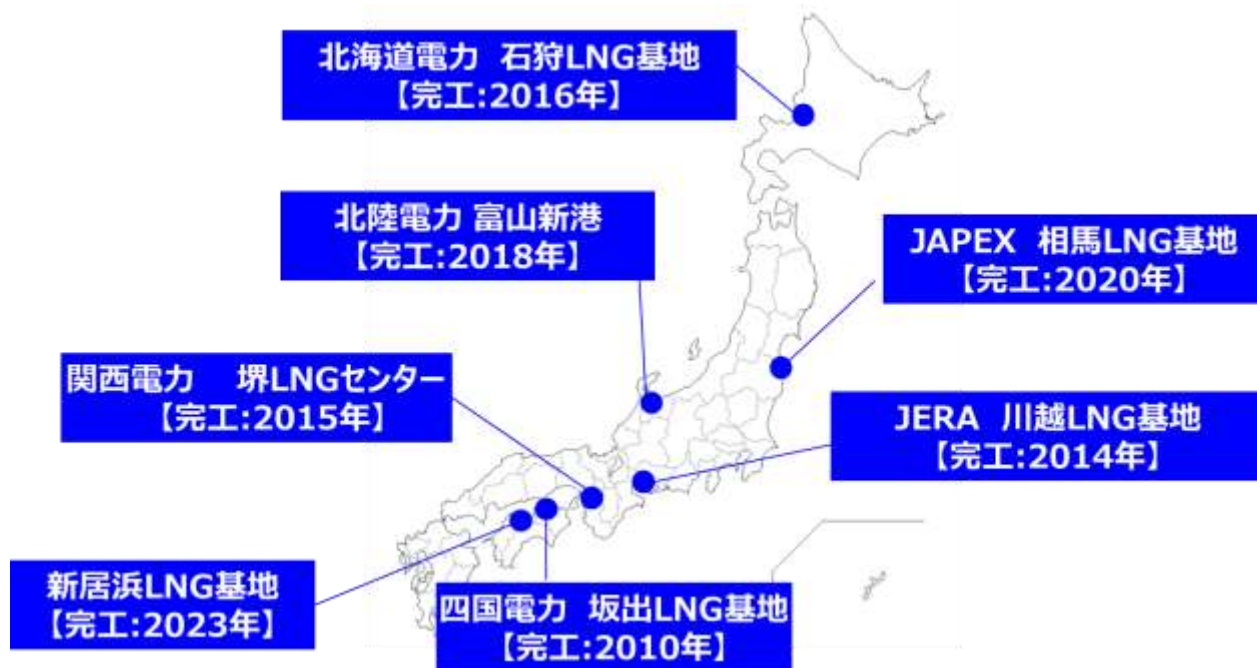 北海道電力 石狩LNG基地
【完工:2016年】
北陸電力 富山新港
【完工:2018年】
JAPEX 相馬LNG基地
【完工:2020年】
関西電力 堺LNGセンター
【完工:2015年】
JERA 川越LNG基地
【完工:2014年】
新居浜LNG基地
【完工:2023年】
四国電力 坂出LNG基地
【完工:2010年】